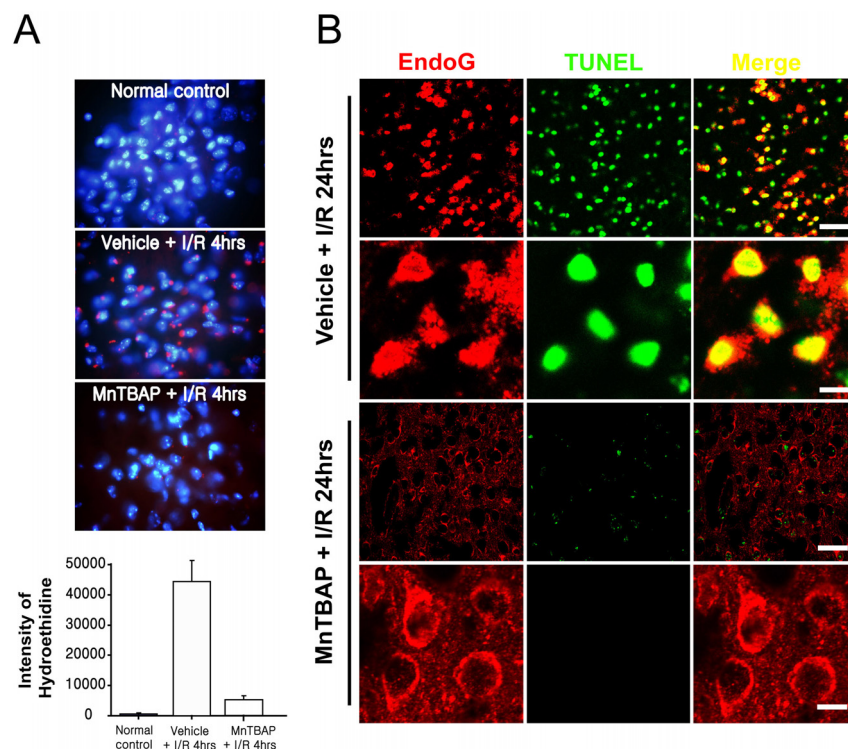 A
B
Normal control
Vehicle + I/R 4hrs
MnTBAP + I/R 4hrs
Intensity of
Hydroethidine
50000
40000
30000
20000
10000
0
Normal
control
Vehicle
+ I/R 4hrs
MnTBAP
+ I/R 4hrs
EndoG
TUNEL
Merge
Vehicle + I/R 24hrs
MnTBAP + I/R 24hrs